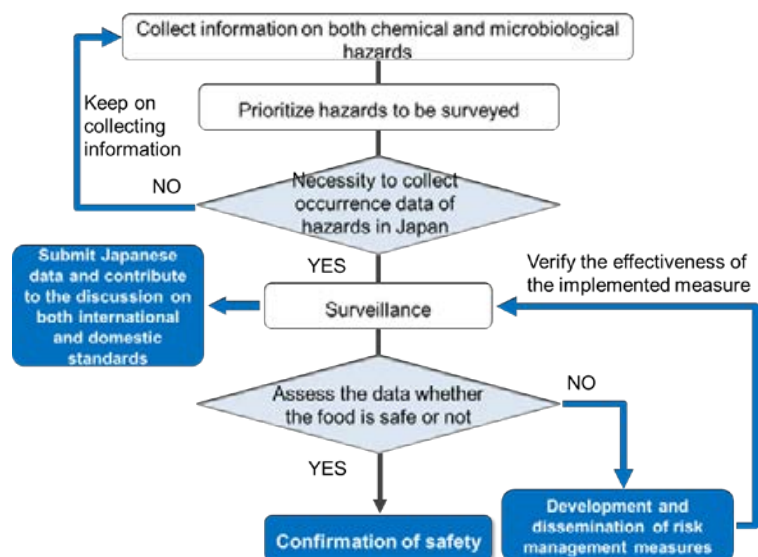 Collect information on both chemical and microbiological
hazards
Keep on
collecting
information
Prioritize hazards to be surveyed
NO
Necessity to collect
occurrence data of
hazards in Japan
YES
Submit Japanese
data and contribute
to the discussion on
both international
and domestic
standards
Surveillance
Verify the effectiveness of
the implemented measure
Assess the data whether
the food is safe or not
NO
YES
Confirmation of safety
Development and
dissemination of risk
management measures